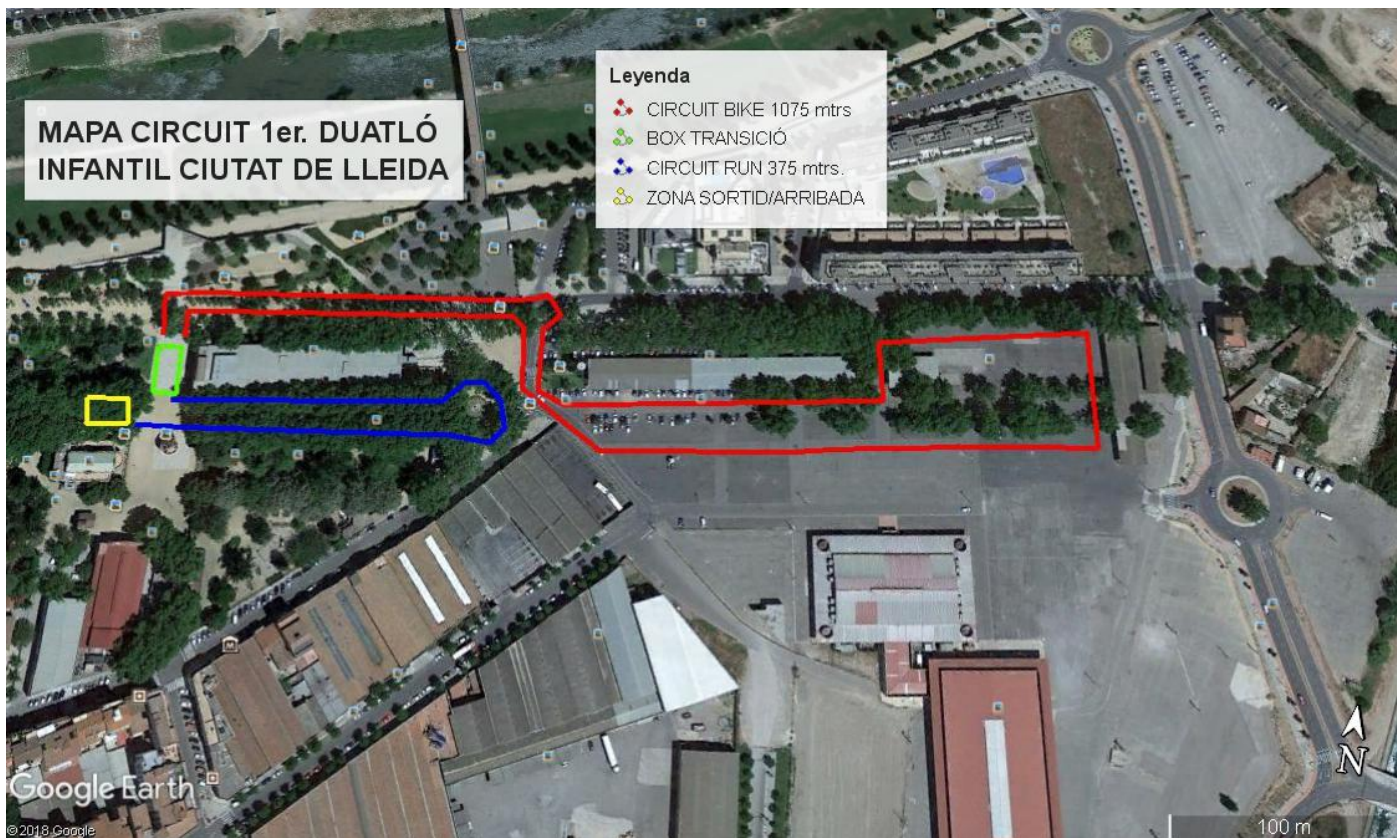 MAPA CIRCUIT 1er. DUATLÓ
INFANTIL CIUTAT DE LLEIDA
Leyenda
CIRCUIT BIKE 1075 mtrs
BOX TRANSICIÓ
CIRCUIT RUN 375 mtrs.
ZONA SORTID/ARRIBADA
N
Google Earth
©2018 Google
100 m